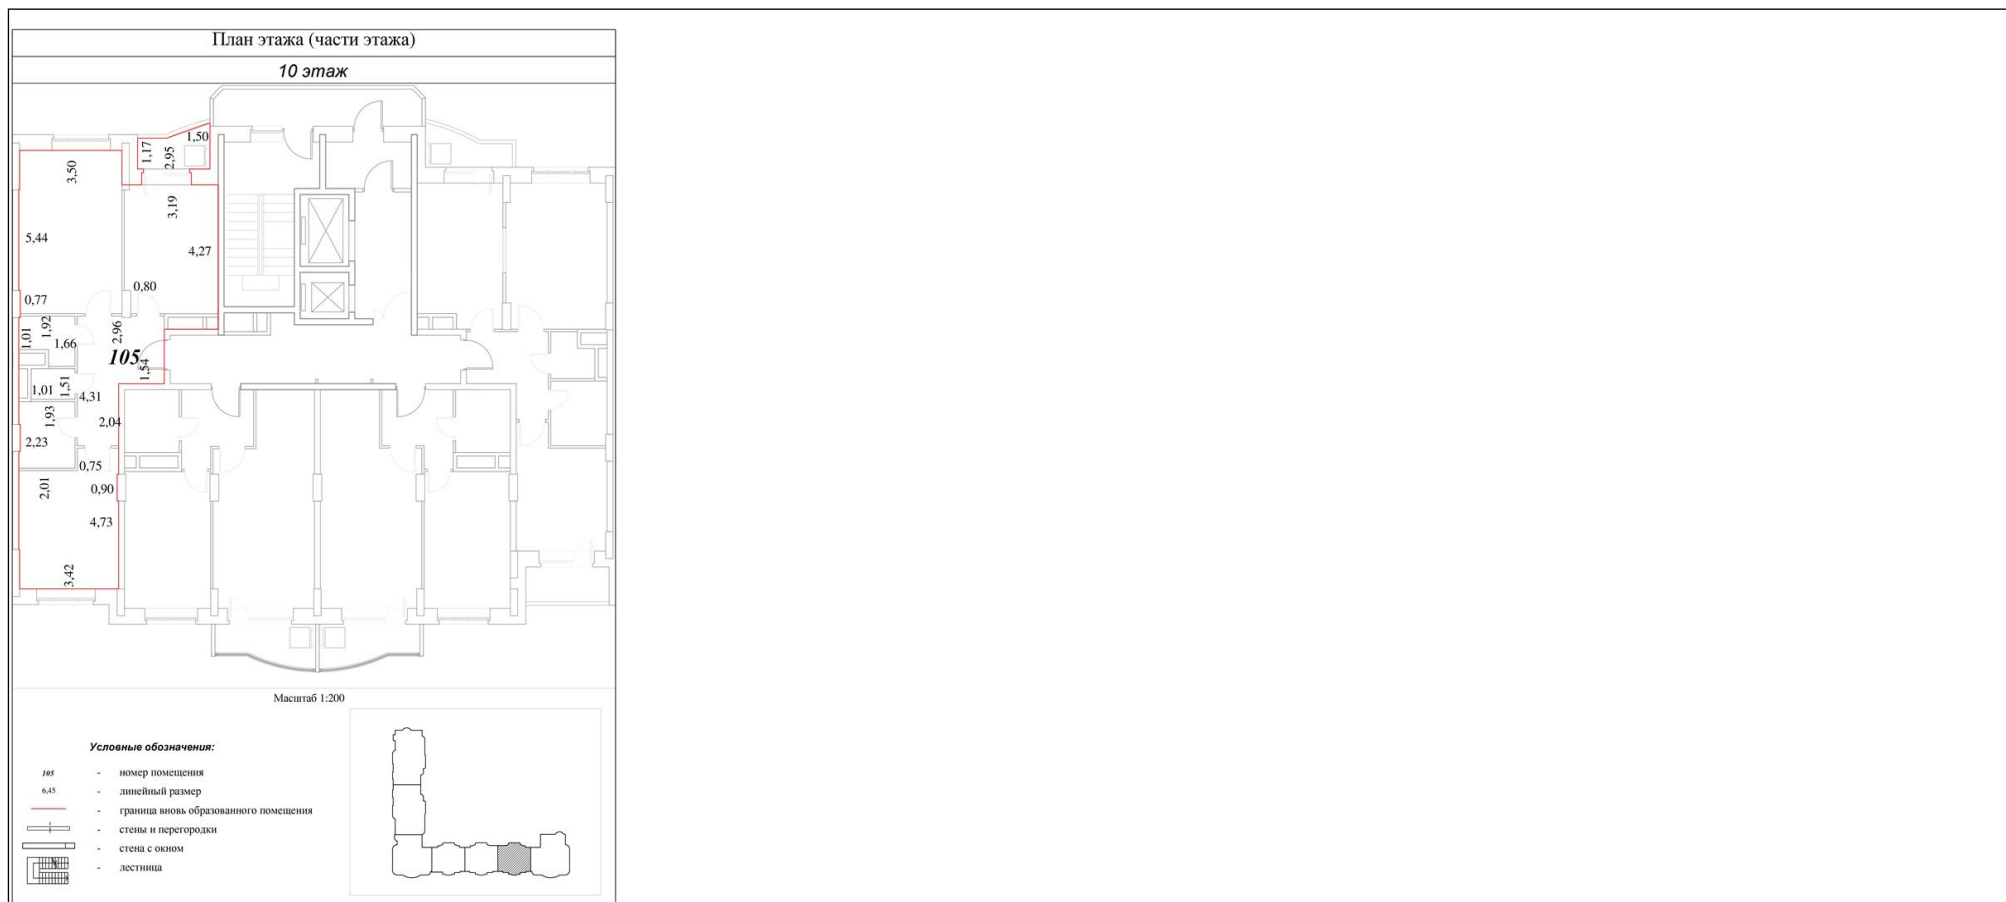 План этажа (части этажа)
10 этаж
1,50
1,17
2,95
3,50
3,19
5,44
4,27
0,80
0,77
1,92
2,96
1,01
1,66
105
1,54
1,51
1,01
4,31
1,93
2,04
2,23
0,75
2,01
0,90
4,73
3,42
Масштаб 1:200
Условные обозначения:
105 - номер помещения
6,45 - линейный размер
- граница вновь образованного помещения
- стены и перегородки
- стена с окном
- лестница